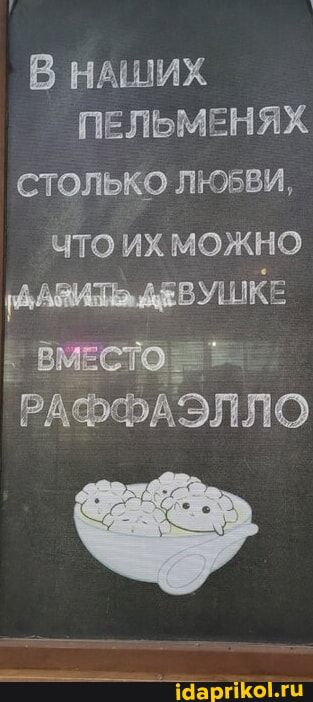 В НАШИХ
ПЕЛЬМЕНЯХ
СТОЛЬКО ЛЮБВИ,
ЧТО ИХ МОЖНО
ДАРИТЬ ДЕВУШКЕ
ВМЕСТО
РАФФАЭЛЛО
idaprikol.ru